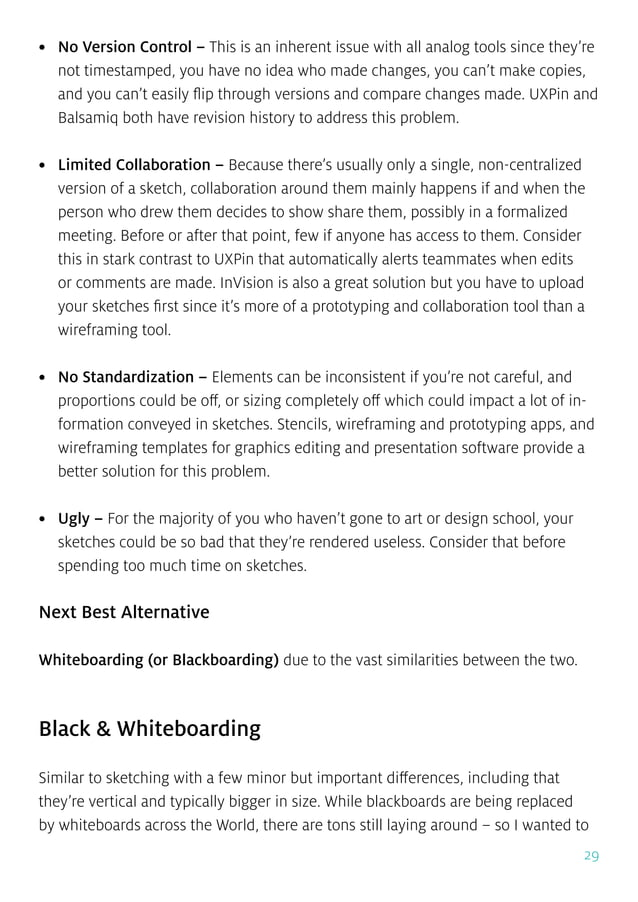 • No Version Control – This is an inherent issue with all analog tools since they’re
not timestamped, you have no idea who made changes, you can’t make copies,
and you can’t easily flip through versions and compare changes made. UXPin and
Balsamiq both have revision history to address this problem.
• Limited Collaboration – Because there’s usually only a single, non-centralized
version of a sketch, collaboration around them mainly happens if and when the
person who drew them decides to show share them, possibly in a formalized
meeting. Before or after that point, few if anyone has access to them. Consider
this in stark contrast to UXPin that automatically alerts teammates when edits
or comments are made. InVision is also a great solution but you have to upload
your sketches first since it’s more of a prototyping and collaboration tool than a
wireframing tool.
• No Standardization – Elements can be inconsistent if you’re not careful, and
proportions could be off, or sizing completely off which could impact a lot of in-
formation conveyed in sketches. Stencils, wireframing and prototyping apps, and
wireframing templates for graphics editing and presentation software provide a
better solution for this problem.
• Ugly – For the majority of you who haven’t gone to art or design school, your
sketches could be so bad that they’re rendered useless. Consider that before
spending too much time on sketches.
Next Best Alternative
Whiteboarding (or Blackboarding) due to the vast similarities between the two.
Black & Whiteboarding
Similar to sketching with a few minor but important differences, including that
they’re vertical and typically bigger in size. While blackboards are being replaced
by whiteboards across the World, there are tons still laying around – so I wanted to
29